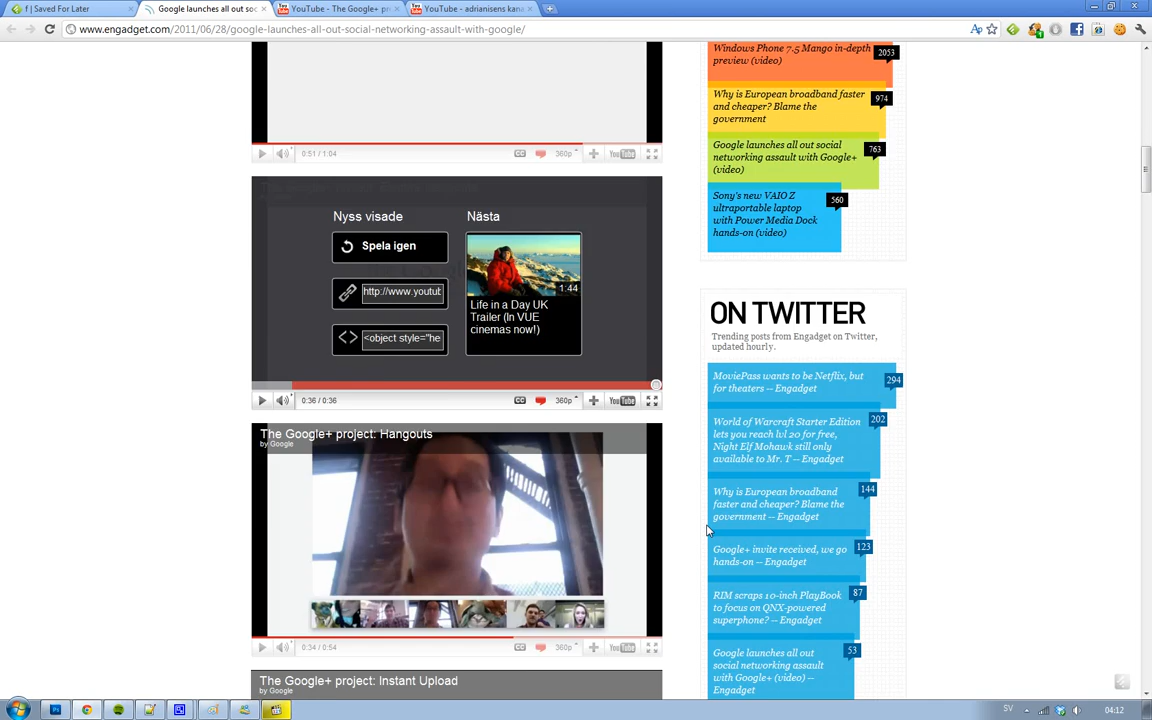 f | Saved For Later
Google launches all out soc
YouTube - The Google+ pr
YouTube - adrianisens kana
www.engadget.com/2011/06/28/google-launches-all-out-social-networking-assault-with-google/
0:51 / 1:04
CC
360p
YouTube
Nyss visade
Nästa
Spela igen
http://www.youtut
<object style="he
1:44
Life in a Day UK
Trailer (In VUE
cinemas now!)
0:36 / 0:36
CC
360p
YouTube
The Google+ project: Hangouts
by Google
0:34 / 0:54
CC
360p
YouTube
The Google+ project: Instant Upload
by Google
Windows Phone 7.5 Mango in-depth
preview (video)
2053
Why is European broadband faster
and cheaper? Blame the
government
974
Google launches all out social
networking assault with Google+
(video)
763
Sony's new VAIO Z
ultraportable laptop
with Power Media Dock
hands-on (video)
560
ON TWITTER
Trending posts from Engadget on Twitter,
updated hourly.
MoviePass wants to be Netflix, but
for theaters -- Engadget
294
World of Warcraft Starter Edition
lets you reach lvl 20 for free,
Night Elf Mohawk still only
available to Mr. T -- Engadget
202
Why is European broadband
faster and cheaper? Blame the
government -- Engadget
144
Google+ invite received, we go
hands-on -- Engadget
123
RIM scraps 10-inch PlayBook
to focus on QNX-powered
superphone? -- Engadget
87
Google launches all out
social networking assault
with Google+ (video) --
Engadget
53
SV
04:12